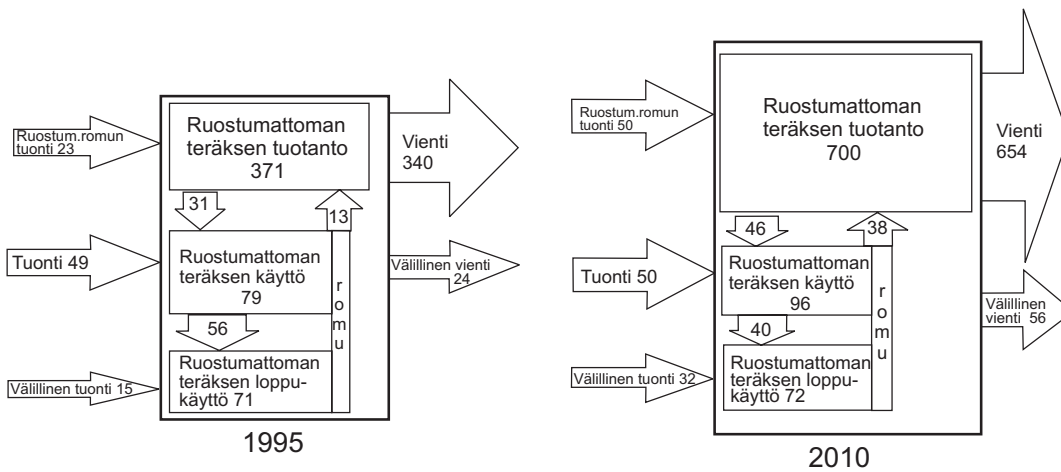 Ruostum.romun
tuonti 23
Ruostumattoman
teräksen tuotanto
371
Vienti
340
31
13
Tuonti 49
Ruostumattoman
teräksen käyttö
79
romu
Välillinen vienti
24
56
Välillinen tuonti 15
Ruostumattoman
teräksen loppu-
käyttö 71
1995
Ruostum.romun
tuonti 50
Ruostumattoman
teräksen tuotanto
700
Vienti
654
46
38
Tuonti 50
Ruostumattoman
teräksen käyttö
96
romu
Välillinen
vienti 56
40
Välillinen tuonti 32
Ruostumattoman
teräksen loppu-
käyttö 72
2010